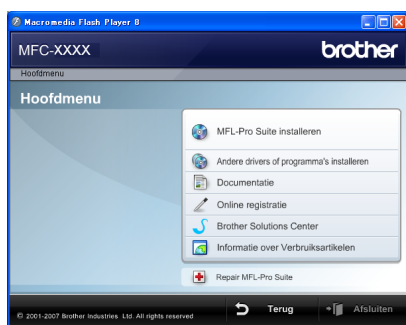 Macromedia Flash Player 8
MFC-XXXX
brother
Hoofdmenu
Hoofdmenu
MFL-Pro Suite installeren
Andere drivers of programma's installeren
Documentatie
Online registratie
Brother Solutions Center
Informatie over Verbruiksartikelen
Repair MFL-Pro Suite
© 2001-2007 Brother Industries Ltd. All rights reserved
Terug
Afsluiten